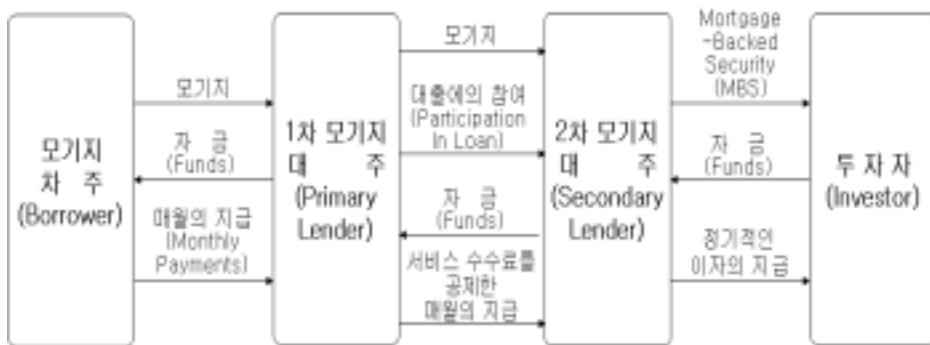 모기지
차 주
(Borrower)
모기지
자 금
(Funds)
매월의 지급
(Monthly
Payments)
1차 모기지
대 주
(Primary
Lender)
모기지
대출에의 참여
(Participation
In Loan)
자 금
(Funds)
서비스 수수료를
공제한
매월의 지급
2차 모기지
대 주
(Secondary
Lender)
Mortgage
-Backed
Security
(MBS)
자 금
(Funds)
정기적인
이자의 지급
투 자 자
(Investor)